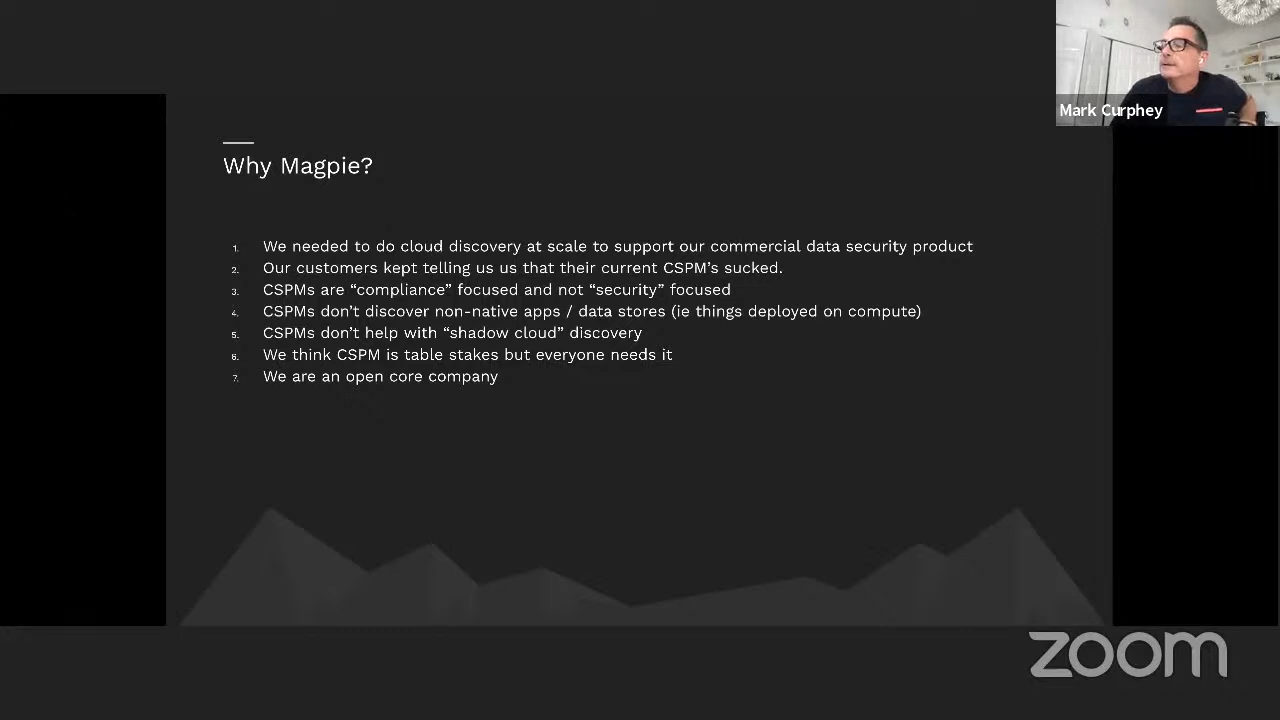 Mark Curphey
Why Magpie?
1. We needed to do cloud discovery at scale to support our commercial data security product
2. Our customers kept telling us us that their current CSPM’s sucked.
3. CSPMs are “compliance” focused and not “security” focused
4. CSPMs don’t discover non-native apps / data stores (ie things deployed on compute)
5. CSPMs don’t help with “shadow cloud” discovery
6. We think CSPM is table stakes but everyone needs it
7. We are an open core company
zoom